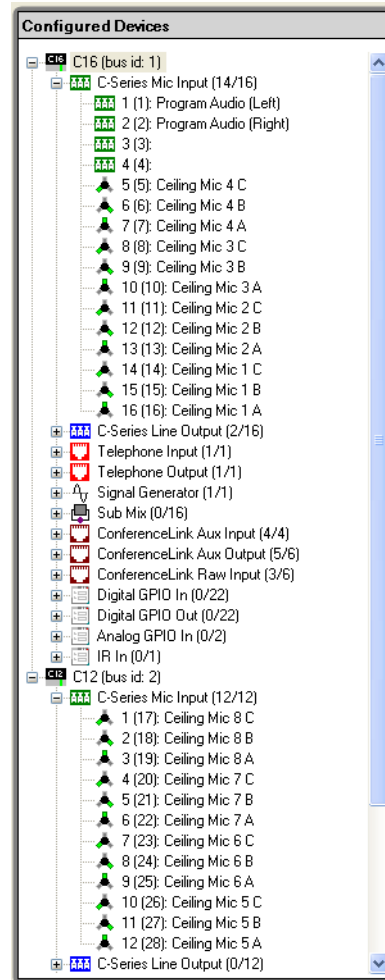 Configured Devices
C16 C16 (bus id: 1)
C-Series Mic Input (14/16)
1 (1): Program Audio (Left)
2 (2): Program Audio (Right)
3 (3):
4 (4):
5 (5): Ceiling Mic 4 C
6 (6): Ceiling Mic 4 B
7 (7): Ceiling Mic 4 A
8 (8): Ceiling Mic 3 C
9 (9): Ceiling Mic 3 B
10 (10): Ceiling Mic 3 A
11 (11): Ceiling Mic 2 C
12 (12): Ceiling Mic 2 B
13 (13): Ceiling Mic 2 A
14 (14): Ceiling Mic 1 C
15 (15): Ceiling Mic 1 B
16 (16): Ceiling Mic 1 A
C-Series Line Output (2/16)
Telephone Input (1/1)
Telephone Output (1/1)
Signal Generator (1/1)
Sub Mix (0/16)
ConferenceLink Aux Input (4/4)
ConferenceLink Aux Output (5/6)
ConferenceLink Raw Input (3/6)
Digital GPIO In (0/22)
Digital GPIO Out (0/22)
Analog GPIO In (0/2)
IR In (0/1)
C12 C12 (bus id: 2)
C-Series Mic Input (12/12)
1 (17): Ceiling Mic 8 C
2 (18): Ceiling Mic 8 B
3 (19): Ceiling Mic 8 A
4 (20): Ceiling Mic 7 C
5 (21): Ceiling Mic 7 B
6 (22): Ceiling Mic 7 A
7 (23): Ceiling Mic 6 C
8 (24): Ceiling Mic 6 B
9 (25): Ceiling Mic 6 A
10 (26): Ceiling Mic 5 C
11 (27): Ceiling Mic 5 B
12 (28): Ceiling Mic 5 A
C-Series Line Output (0/12)